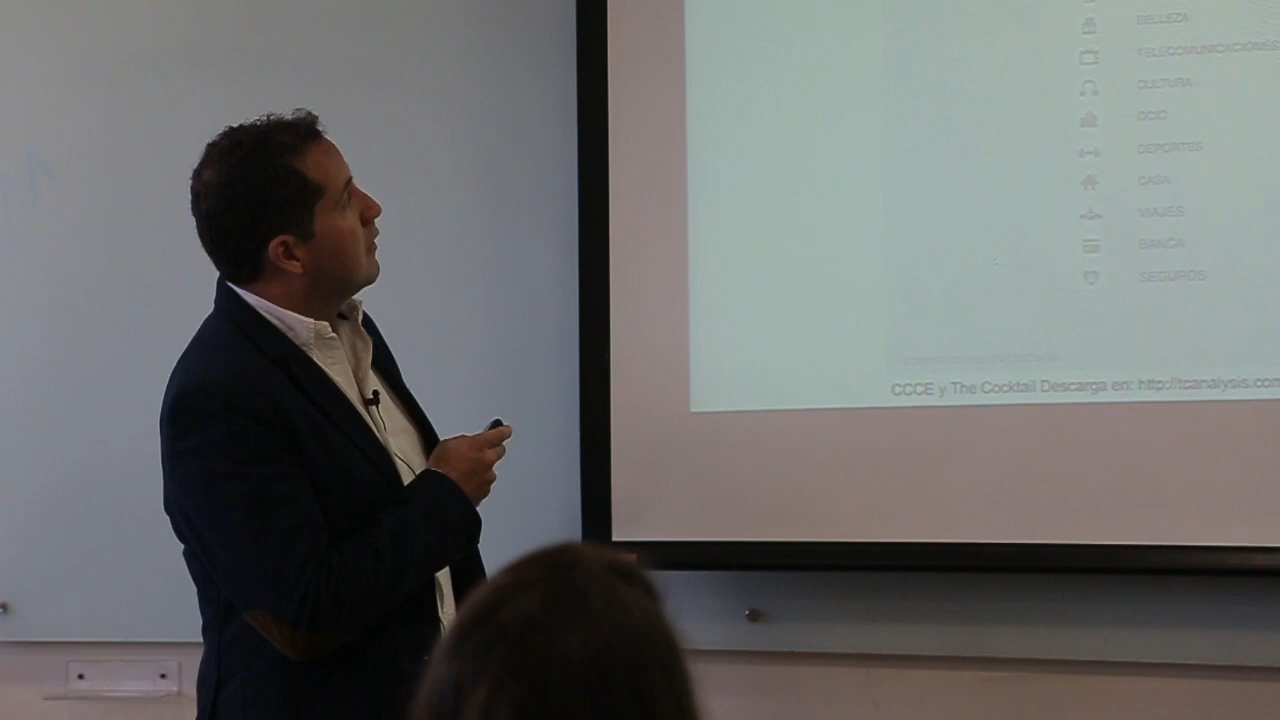 BELLEZA
TELECOMUNICACIONES
CULTURA
OCIO
DEPORTES
CASA
VIAJES
BANCA
SEGUROS
CCCE y The Cocktail Descarga en: http://tcanalysis.com